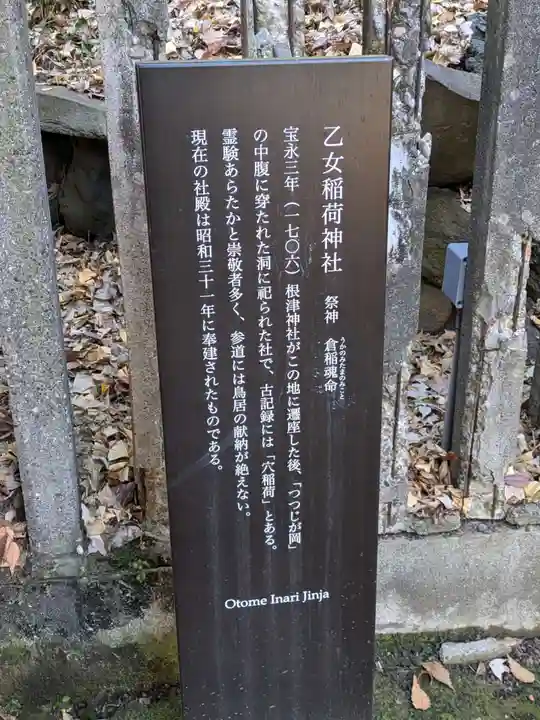 乙女稲荷神社 祭神 倉稲魂命
うかのみたまのみこと
宝永三年（一七〇六）根津神社がこの地に遷座した後、「つつじが岡」
の中腹に穿たれた洞に祀られた社で、古記録には「穴稲荷」とある。
霊験あらたかと崇敬者多く、参道には鳥居の献納が絶えない。
現在の社殿は昭和三十一年に奉建されたものである。
Otome Inari Jinja